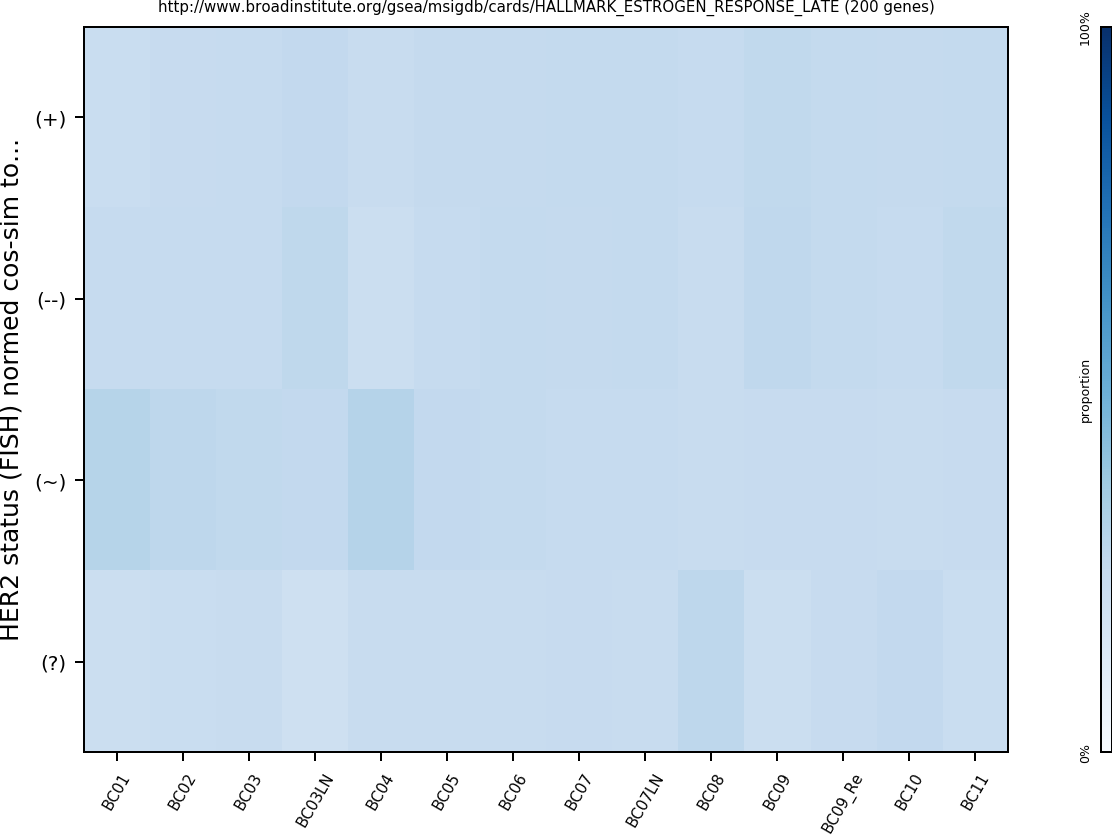 http://www.broadinstitute.org/gsea/msigdb/cards/HALLMARK_ESTROGEN_RESPONSE_LATE (200 genes)
HER2 status (FISH) normed cos-sim to...
(+)
(--)
(~)
(?)
BC01
BC02
BC03
BC03LN
BC04
BC05
BC06
BC07
BC07LN
BC08
BC09
BC09_Re
BC10
BC11
100%
proportion
0%